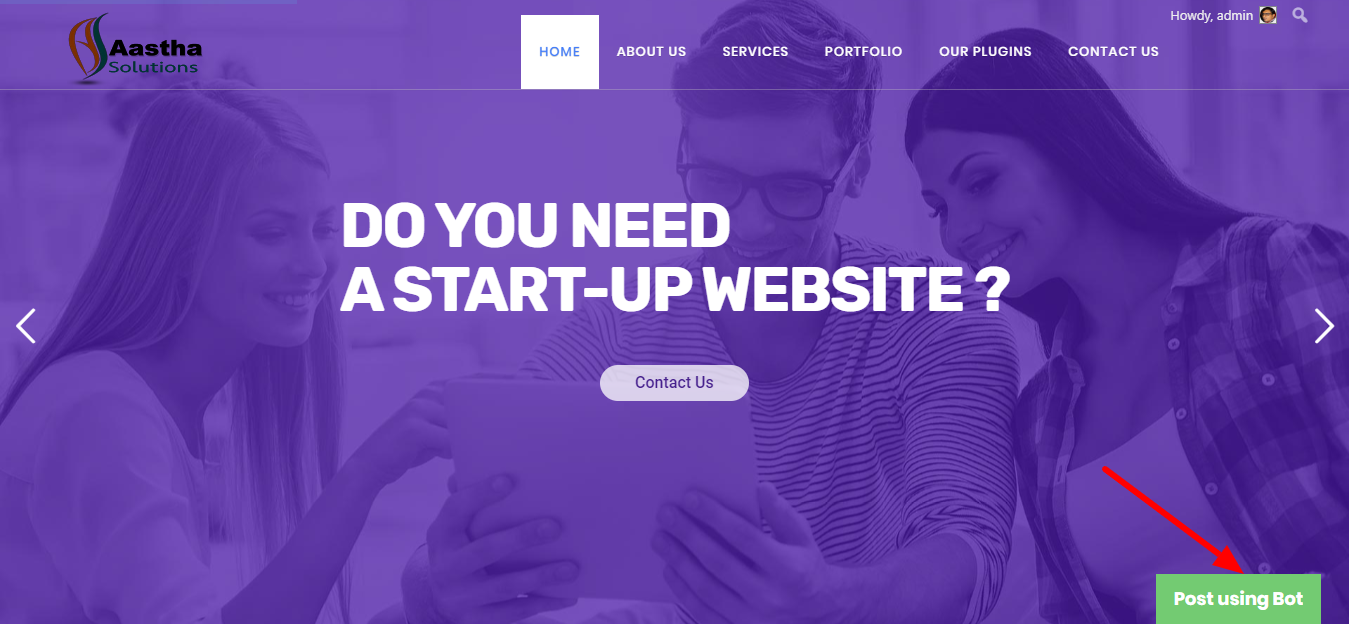 Howdy, admin
Aastha
Solutions
HOME ABOUT US SERVICES PORTFOLIO OUR PLUGINS CONTACT US
DO YOU NEED
A START-UP WEBSITE ?
Contact Us
Post using Bot